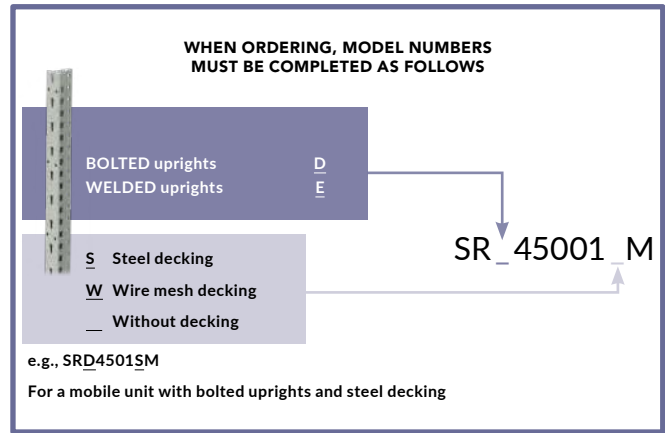 WHEN ORDERING, MODEL NUMBERS
MUST BE COMPLETED AS FOLLOWS
BOLTED uprights D
WELDED uprights E
SR_45001_M
S Steel decking
W Wire mesh decking
__ Without decking
e.g., SRD4501SM
For a mobile unit with bolted uprights and steel decking